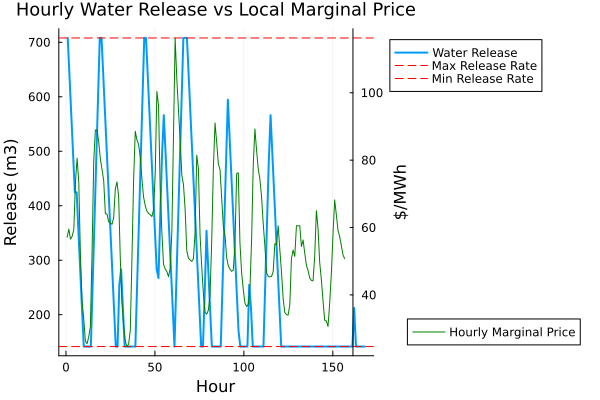 Hourly Water Release vs Local Marginal Price
Release (m3)
700
600
500
400
300
200
100
80
60
40
$/MWh
0
50
100
150
Hour
Water Release
Max Release Rate
Min Release Rate
Hourly Marginal Price